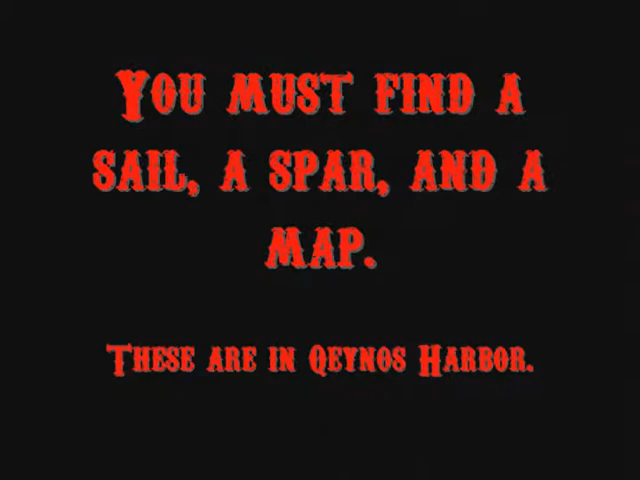 You must find a
sail, a spar, and a
map.
These are in Qeynos Harbor.